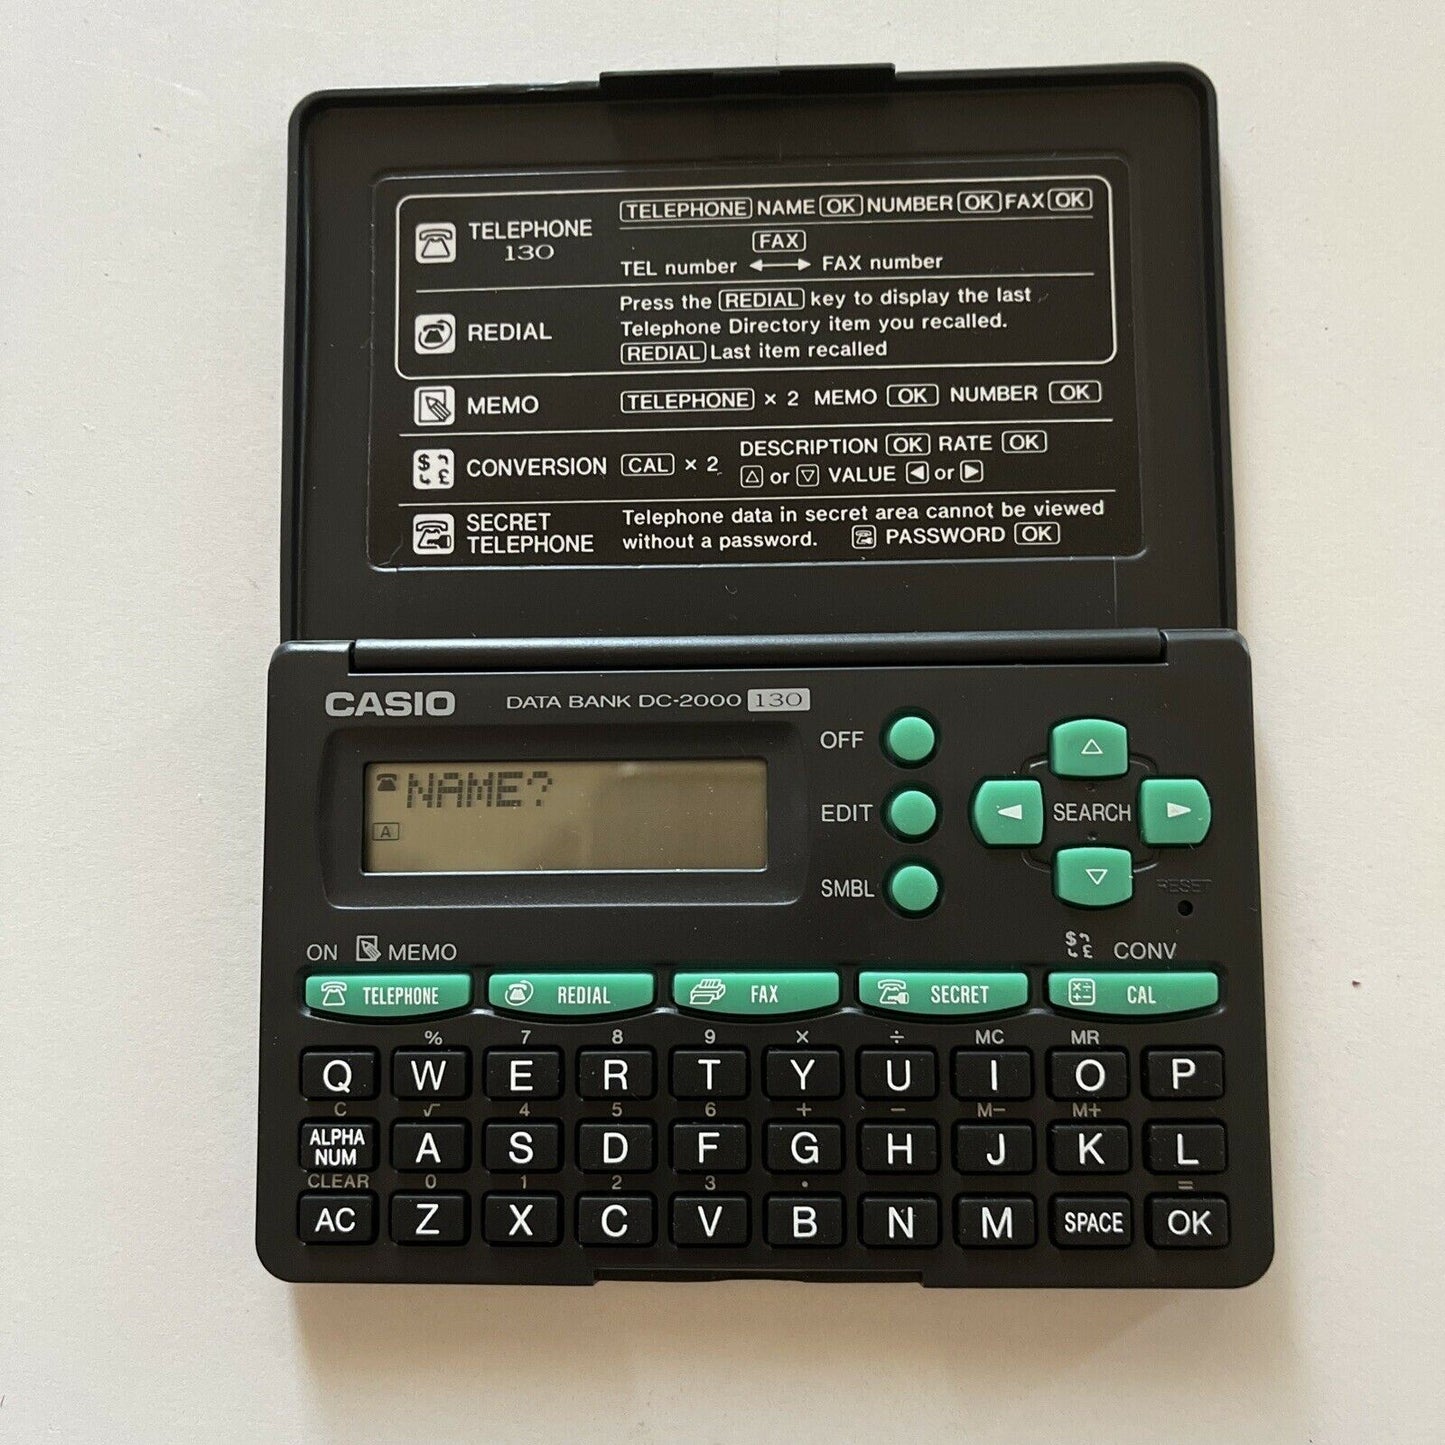 TELEPHONE
130
TELEPHONE NAME OK NUMBER OK FAX OK
FAX
TEL number ⟷ FAX number
REDIAL
Press the REDIAL key to display the last
Telephone Directory item you recalled.
REDIAL Last item recalled
MEMO
TELEPHONE × 2 MEMO OK NUMBER OK
$ £
CONVERSION
CAL × 2
DESCRIPTION OK RATE OK
△ or ▽ VALUE ◀ or ▶
SECRET
TELEPHONE
Telephone data in secret area cannot be viewed
without a password. PASSWORD OK
CASIO
DATA BANK DC-2000 130
NAME?
A
OFF
EDIT
SMBL
△
◀ SEARCH ▶
▽
RESET
ON MEMO
$ £ CONV
TELEPHONE REDIAL FAX SECRET CAL
% 7 8 9 × ÷ MC MR
Q W E R T Y U I O P
C √ 4 5 6 + − M− M+
ALPHA
NUM
A S D F G H J K L
CLEAR 0 1 2 3 • =
AC Z X C V B N M SPACE OK